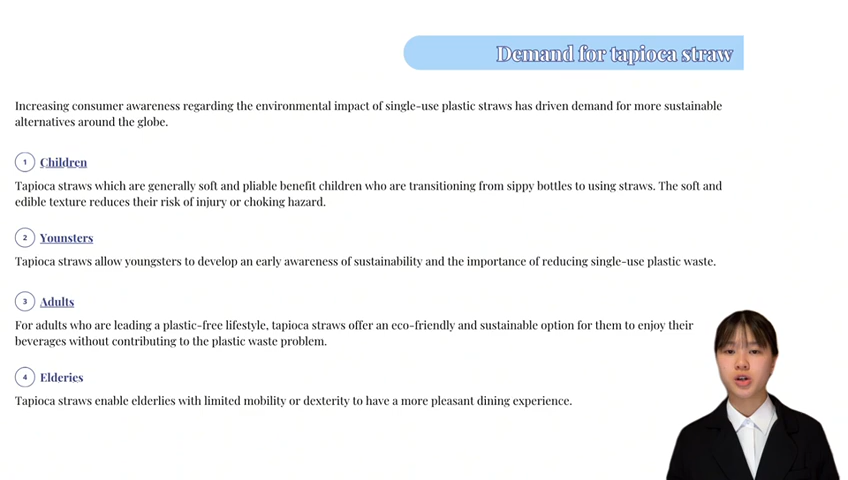 Demand for tapioca straw
Increasing consumer awareness regarding the environmental impact of single-use plastic straws has driven demand for more sustainable
alternatives around the globe.
1 Children
Tapioca straws which are generally soft and pliable benefit children who are transitioning from sippy bottles to using straws. The soft and
edible texture reduces their risk of injury or choking hazard.
2 Younsters
Tapioca straws allow youngsters to develop an early awareness of sustainability and the importance of reducing single-use plastic waste.
3 Adults
For adults who are leading a plastic-free lifestyle, tapioca straws offer an eco-friendly and sustainable option for them to enjoy their
beverages without contributing to the plastic waste problem.
4 Elderies
Tapioca straws enable elderlies with limited mobility or dexterity to have a more pleasant dining experience.